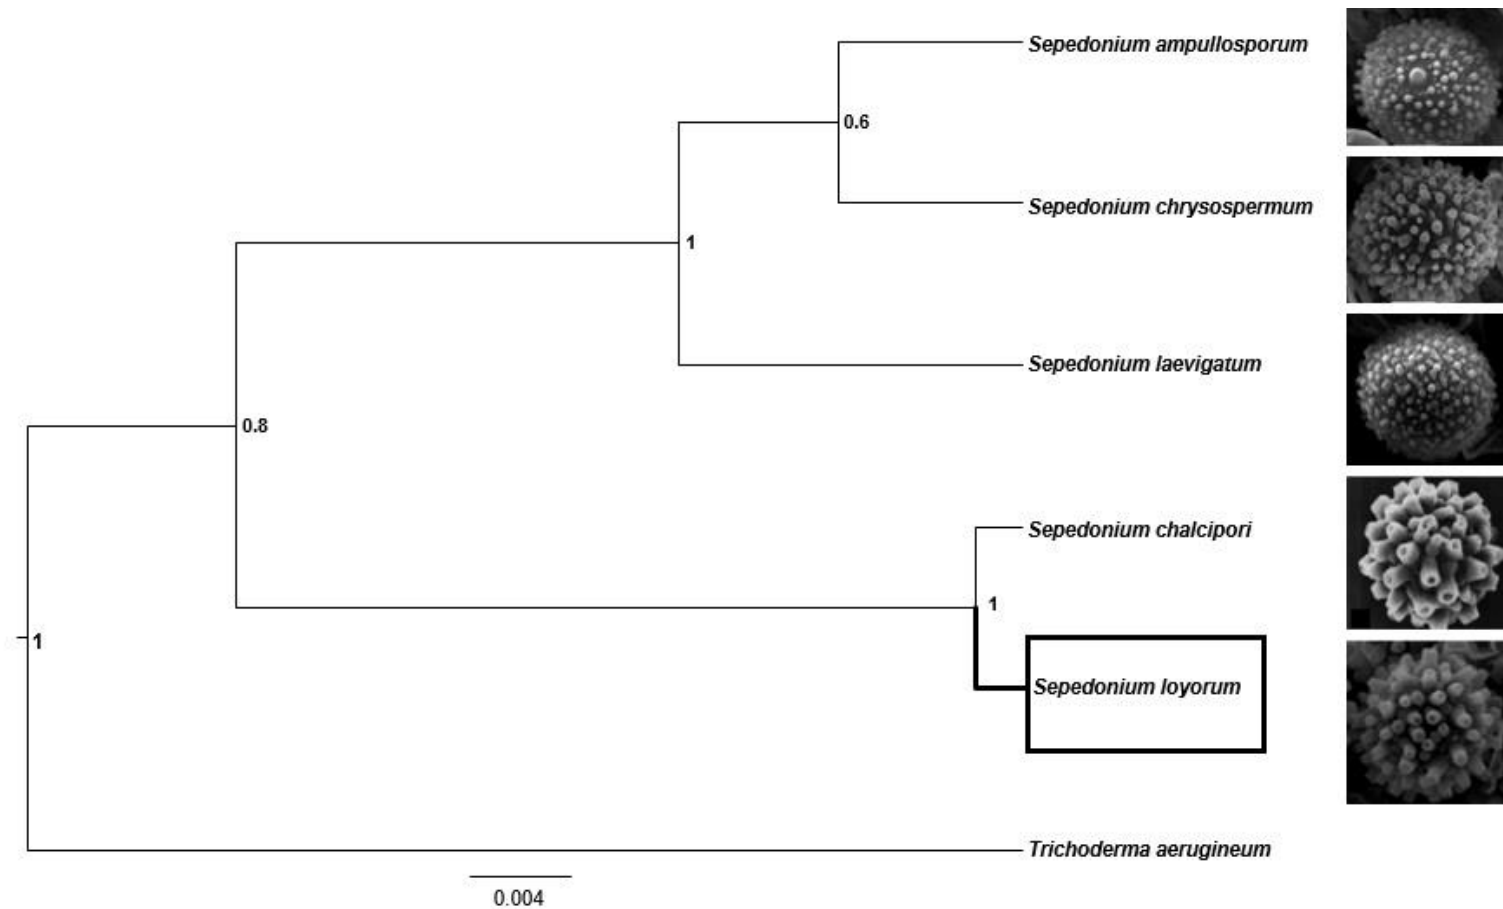 Sepedonium ampullosporum
0.6
Sepedonium chrysospermum
1
Sepedonium laevigatum
0.8
Sepedonium chalcipori
1
1
Sepedonium loyorum
Trichoderma aerugineum
0.004